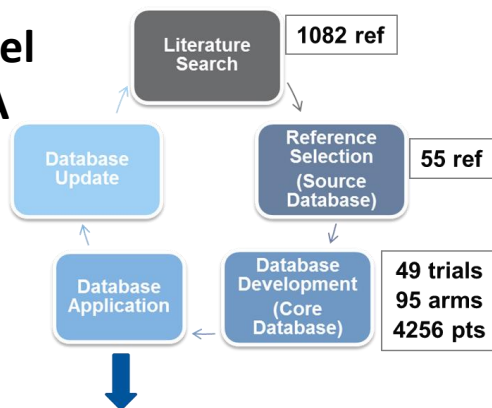 el
A
Literature
Search
1082 ref
Reference
Selection
(Source
Database)
55 ref
Database
Development
(Core
Database)
49 trials
95 arms
4256 pts
Database
Application
Database
Update